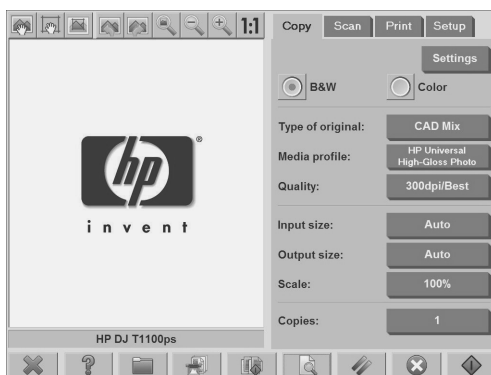 1:1
Copy Scan Print Setup
Settings
B&W Color
Type of original: CAD Mix
Media profile: HP Universal
High-Gloss Photo
Quality: 300dpi/Best
hp ®
invent
Input size: Auto
Output size: Auto
Scale: 100%
Copies: 1
HP DJ T1100ps
?